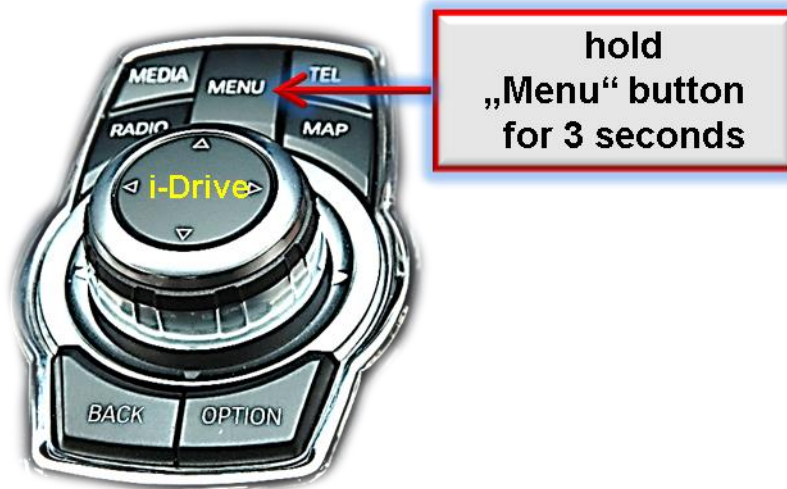 hold
„Menu“ button
for 3 seconds
MEDIA MENU TEL
RADIO MAP
i-Drive
BACK OPTION